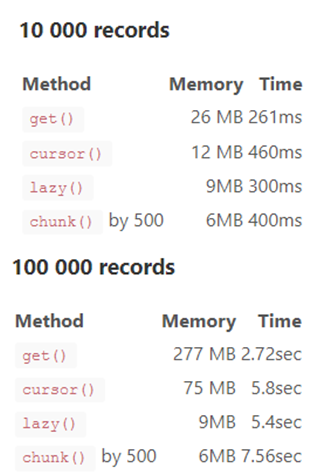 10 000 records
Method Memory Time
get() 26 MB 261ms
cursor() 12 MB 460ms
lazy() 9MB 300ms
chunk() by 500 6MB 400ms
100 000 records
Method Memory Time
get() 277 MB 2.72sec
cursor() 75 MB 5.8sec
lazy() 9MB 5.4sec
chunk() by 500 6MB 7.56sec